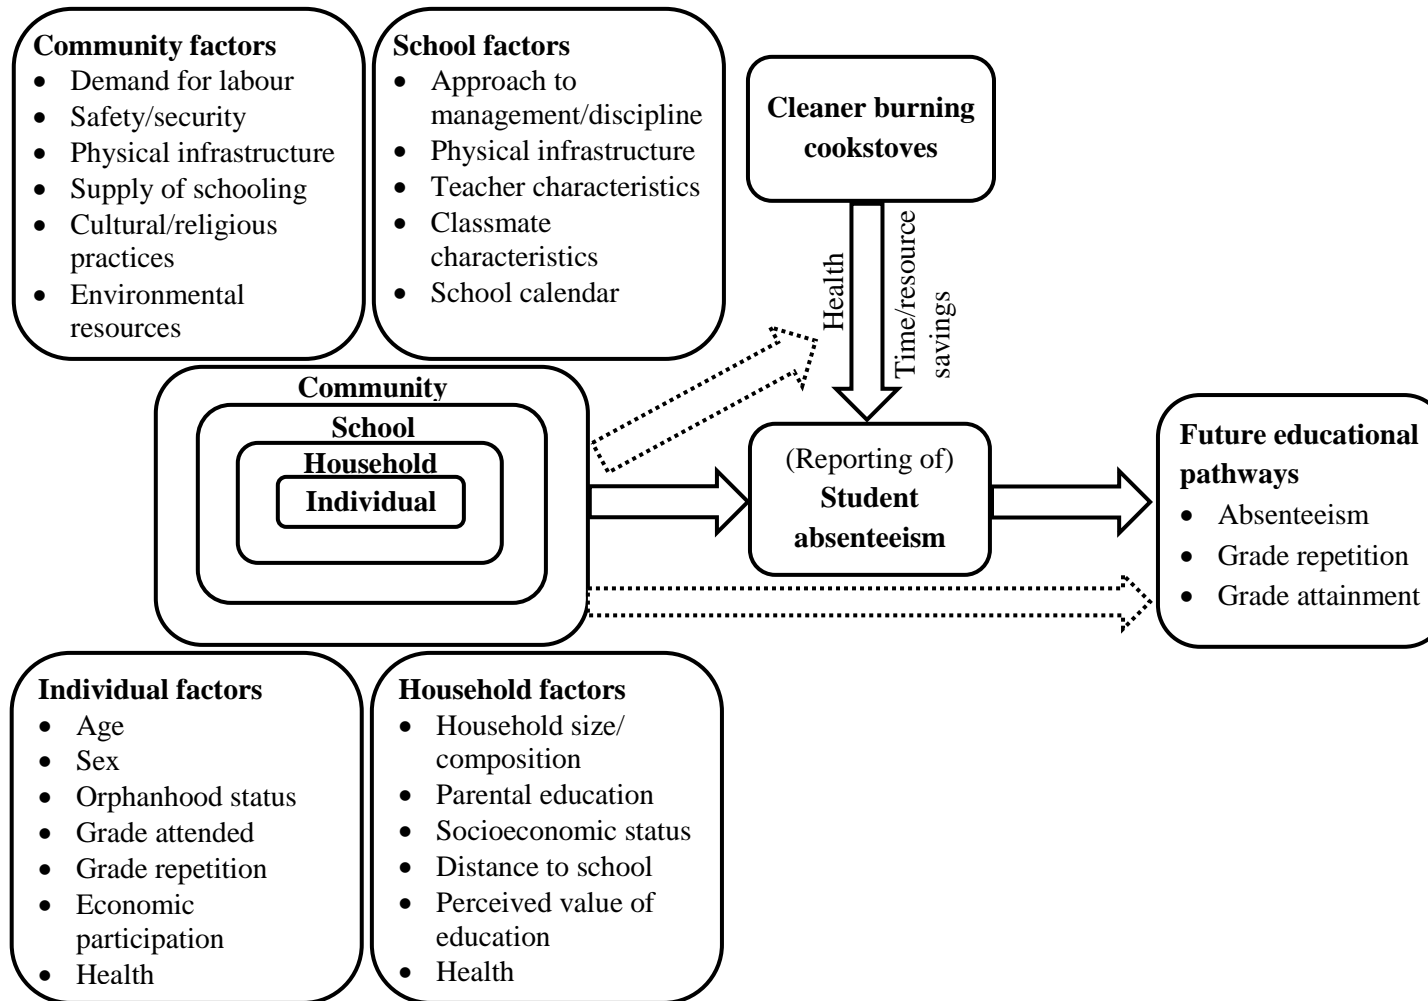 Community factors
• Demand for labour
• Safety/security
• Physical infrastructure
• Supply of schooling
• Cultural/religious
practices
• Environmental
resources
School factors
• Approach to
management/discipline
• Physical infrastructure
• Teacher characteristics
• Classmate
characteristics
• School calendar
Cleaner burning
cookstoves
Health
Time/resource
savings
Community
School
Household
Individual
(Reporting of)
Student
absenteeism
Future educational
pathways
• Absenteeism
• Grade repetition
• Grade attainment
Individual factors
• Age
• Sex
• Orphanhood status
• Grade attended
• Grade repetition
• Economic
participation
• Health
Household factors
• Household size/
composition
• Parental education
• Socioeconomic status
• Distance to school
• Perceived value of
education
• Health